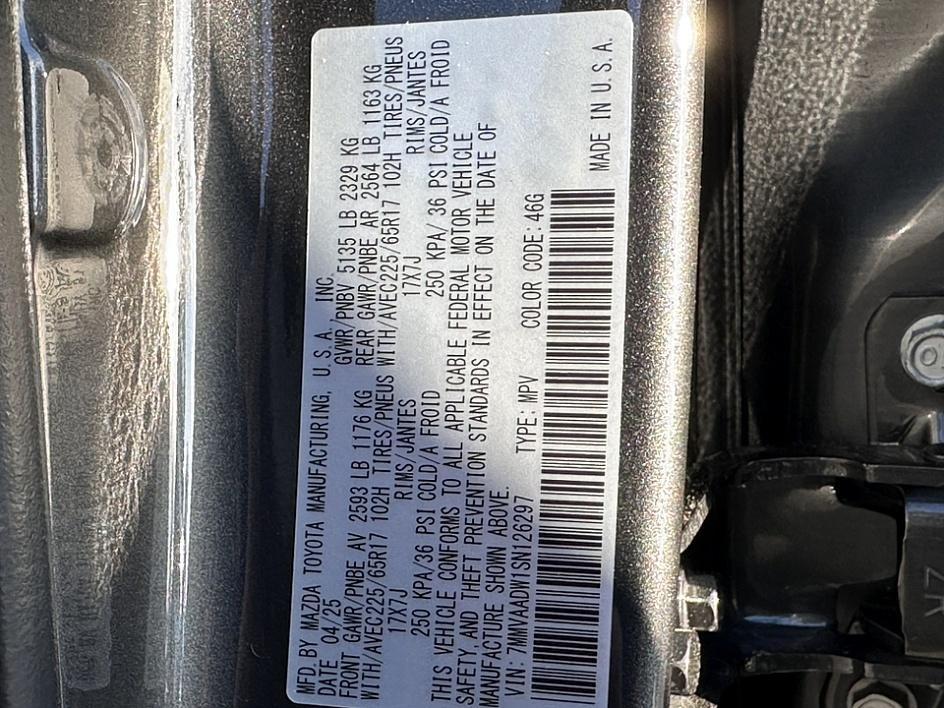 MFD. BY MAZDA TOYOTA MANUFACTURING, U. S. A. INC.
DATE 04/25 GVWR/PNBV 5135 LB 2329 KG
FRONT GAWR/PNBE AV 2593 LB 1176 KG REAR GAWR/PNBE AR 2564 LB 1163 KG
WITH/AVEC225/65R17 102H TIRES/PNEUS WITH/AVEC225/65R17 102H TIRES/PNEUS
17X7J RIMS/JANTES 17X7J RIMS/JANTES
250 KPA/36 PSI COLD/A FROID 250 KPA/ 36 PSI COLD/A FROID
THIS VEHICLE CONFORMS TO ALL APPLICABLE FEDERAL MOTOR VEHICLE
SAFETY AND THEFT PREVENTION STANDARDS IN EFFECT ON THE DATE OF
MANUFACTURE SHOWN ABOVE.
VIN: 7MMVAADW1SN126297 TYPE: MPV COLOR CODE: 46G
MADE IN U. S. A.